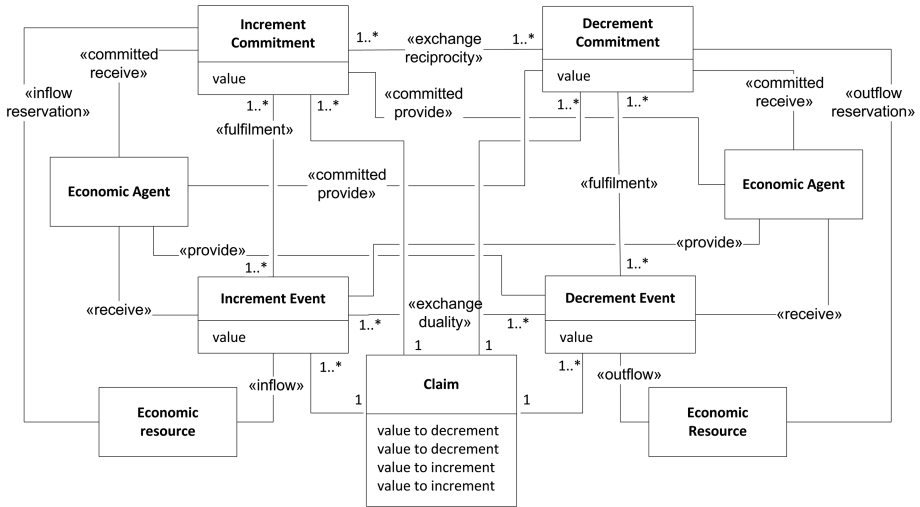 Increment
Commitment
value
Decrement
Commitment
value
1..*
«exchange
reciprocity»
1..*
«committed
receive»
«inflow
reservation»
«committed
provide»
«committed
receive»
«outflow
reservation»
1..*
1..*
1..*
1..*
«fulfilment»
Economic Agent
«committed
provide»
«fulfilment»
Economic Agent
«provide»
«provide»
1..*
1..*
Increment Event
value
Decrement Event
value
«receive»
«exchange
duality»
1..*
1..*
«receive»
1
1
1..*
1..*
«inflow»
«outflow»
1
1
Claim
value to decrement
value to decrement
value to increment
value to increment
Economic
resource
Economic
Resource